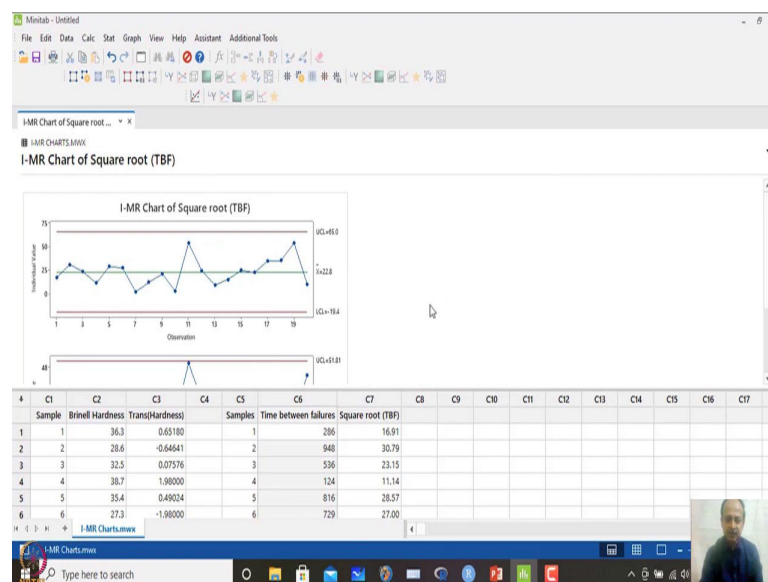 Minitab - Untitled
File Edit Data Calc Stat Graph View Help Assistant Additional Tools
I-MR Chart of Square root ...
I-MR CHARTS.MWX
I-MR Chart of Square root (TBF)
I-MR Chart of Square root (TBF)
75
50
25
0
Individual Value
UCL=65.0
X=22.8
LCL=-19.4
1 3 5 7 9 11 13 15 17 19
Observation
48
UCL=51.81
C1 C2 C3 C4 C5 C6 C7 C8 C9 C10 C11 C12 C13 C14 C15 C16 C17
Sample Brinell Hardness Trans(Hardness) Samples Time between failures Square root (TBF)
1 1 36.3 0.65180 1 286 16.91
2 2 28.6 -0.64641 2 948 30.79
3 3 32.5 0.07576 3 536 23.15
4 4 38.7 1.98000 4 124 11.14
5 5 35.4 0.49024 5 816 28.57
6 6 27.3 -1.98000 6 729 27.00
I-MR Charts.mwx
I-MR Charts.mwx
Type here to search